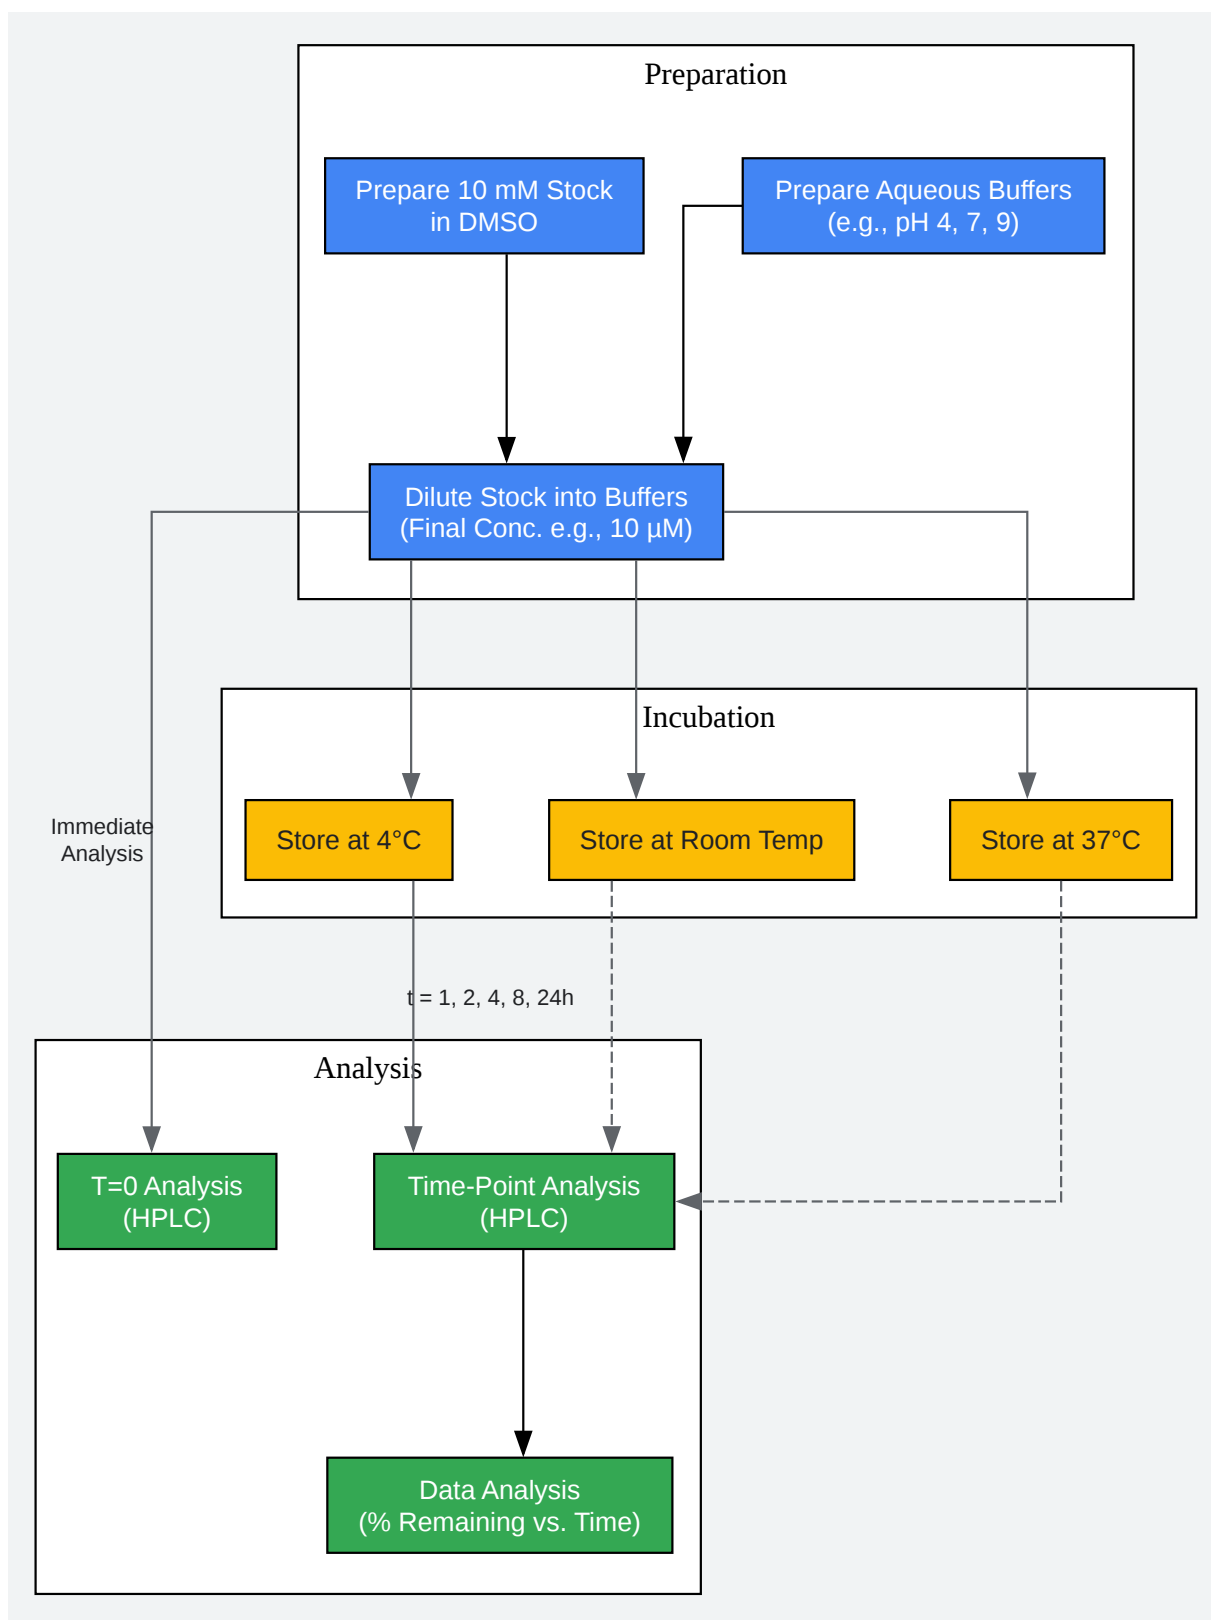 Preparation
Prepare 10 mM Stock
in DMSO
Prepare Aqueous Buffers
(e.g., pH 4, 7, 9)
Dilute Stock into Buffers
(Final Conc. e.g., 10 µM)
Incubation
Immediate
Analysis
Store at 4°C
Store at Room Temp
Store at 37°C
t = 1, 2, 4, 8, 24h
Analysis
T=0 Analysis
(HPLC)
Time-Point Analysis
(HPLC)
Data Analysis
(% Remaining vs. Time)